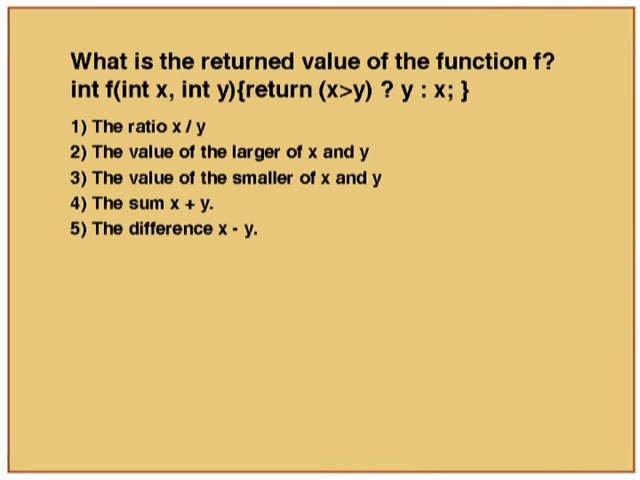 What is the returned value of the function f?
int f(int x, int y){return (x>y) ? y : x; }
1) The ratio x / y
2) The value of the larger of x and y
3) The value of the smaller of x and y
4) The sum x + y.
5) The difference x - y.